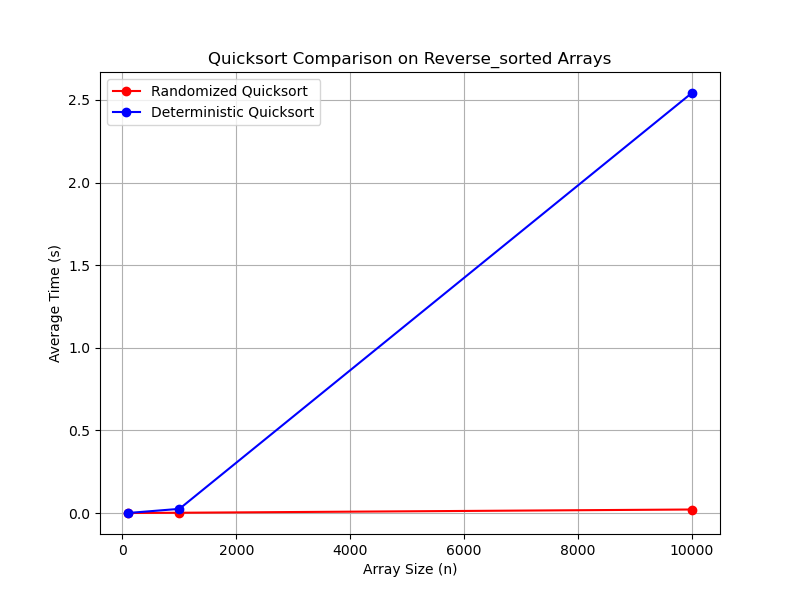 Quicksort Comparison on Reverse_sorted Arrays
Randomized Quicksort
Deterministic Quicksort
2.5
2.0
1.5
1.0
0.5
0.0
Average Time (s)
0 2000 4000 6000 8000 10000
Array Size (n)